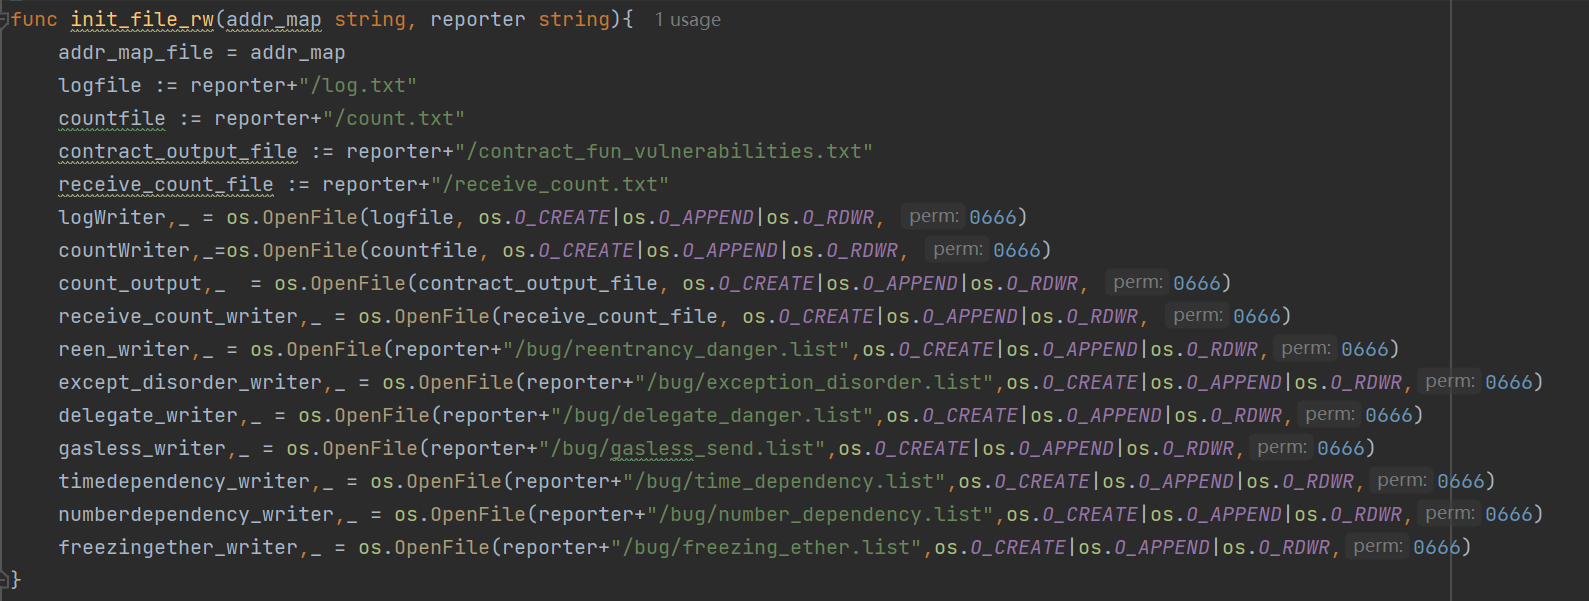 func init_file_rw(addr_map string, reporter string){ 1 usage
    addr_map_file = addr_map
    logfile := reporter+"/log.txt"
    countfile := reporter+"/count.txt"
    contract_output_file := reporter+"/contract_fun_vulnerabilities.txt"
    receive_count_file := reporter+"/receive_count.txt"
    logWriter,_ = os.OpenFile(logfile, os.O_CREATE|os.O_APPEND|os.O_RDWR, perm: 0666)
    countWriter,_=os.OpenFile(countfile, os.O_CREATE|os.O_APPEND|os.O_RDWR, perm: 0666)
    count_output,_  = os.OpenFile(contract_output_file, os.O_CREATE|os.O_APPEND|os.O_RDWR, perm: 0666)
    receive_count_writer,_ = os.OpenFile(receive_count_file, os.O_CREATE|os.O_APPEND|os.O_RDWR, perm: 0666)
    reen_writer,_ = os.OpenFile(reporter+"/bug/reentrancy_danger.list",os.O_CREATE|os.O_APPEND|os.O_RDWR, perm: 0666)
    except_disorder_writer,_ = os.OpenFile(reporter+"/bug/exception_disorder.list",os.O_CREATE|os.O_APPEND|os.O_RDWR, perm: 0666)
    delegate_writer,_ = os.OpenFile(reporter+"/bug/delegate_danger.list",os.O_CREATE|os.O_APPEND|os.O_RDWR, perm: 0666)
    gasless_writer,_ = os.OpenFile(reporter+"/bug/gasless_send.list",os.O_CREATE|os.O_APPEND|os.O_RDWR, perm: 0666)
    timedependency_writer,_ = os.OpenFile(reporter+"/bug/time_dependency.list",os.O_CREATE|os.O_APPEND|os.O_RDWR, perm: 0666)
    numberdependency_writer,_ = os.OpenFile(reporter+"/bug/number_dependency.list",os.O_CREATE|os.O_APPEND|os.O_RDWR, perm: 0666)
    freezingether_writer,_ = os.OpenFile(reporter+"/bug/freezing_ether.list",os.O_CREATE|os.O_APPEND|os.O_RDWR, perm: 0666)
}